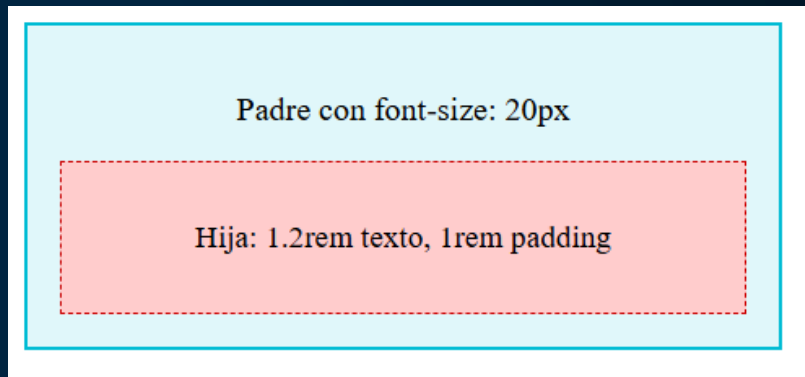 Padre con font-size: 20px
Hija: 1.2rem texto, 1rem padding